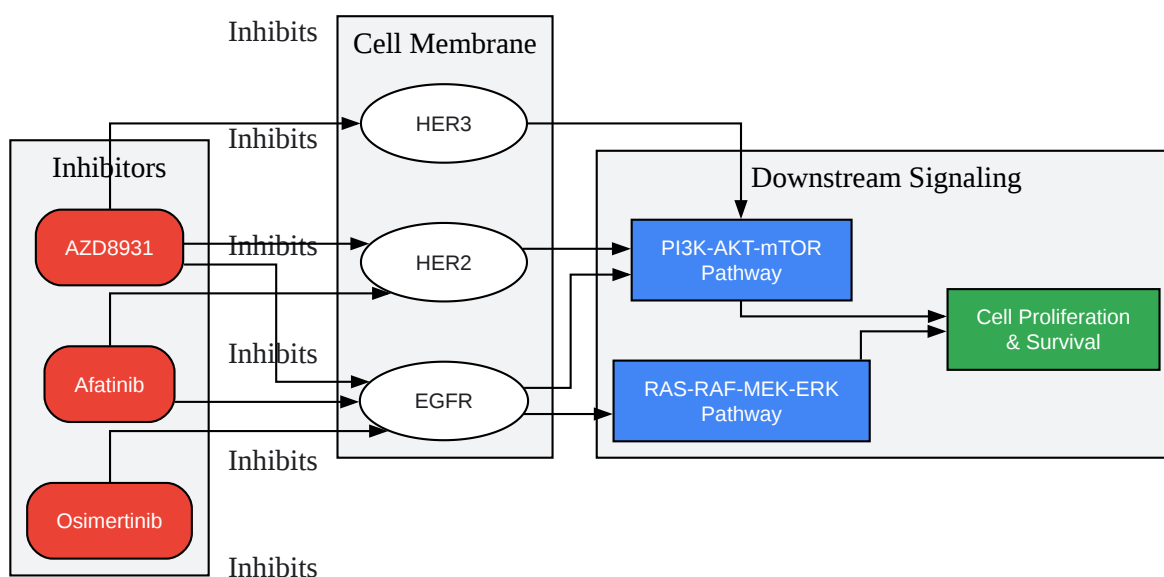 Inhibits
Cell Membrane
HER3
Inhibits
Inhibitors
Downstream Signaling
AZD8931
Inhibits
HER2
PI3K-AKT-mTOR
Pathway
Cell Proliferation
& Survival
Inhibits
Afatinib
EGFR
RAS-RAF-MEK-ERK
Pathway
Inhibits
Osimertinib
Inhibits